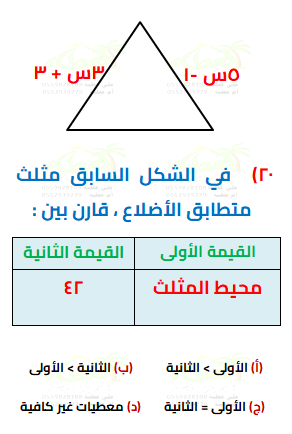 ٣س + ٣
٥س -١
٢٠) في الشكل السابق مثلث
متطابق الأضلاع ، قارن بين :
القيمة الأولى القيمة الثانية
محيط المثلث ٤٢
(أ) الأولى > الثانية (ب) الثانية > الأولى
(ج) الأولى = الثانية (د) معطيات غير كافية